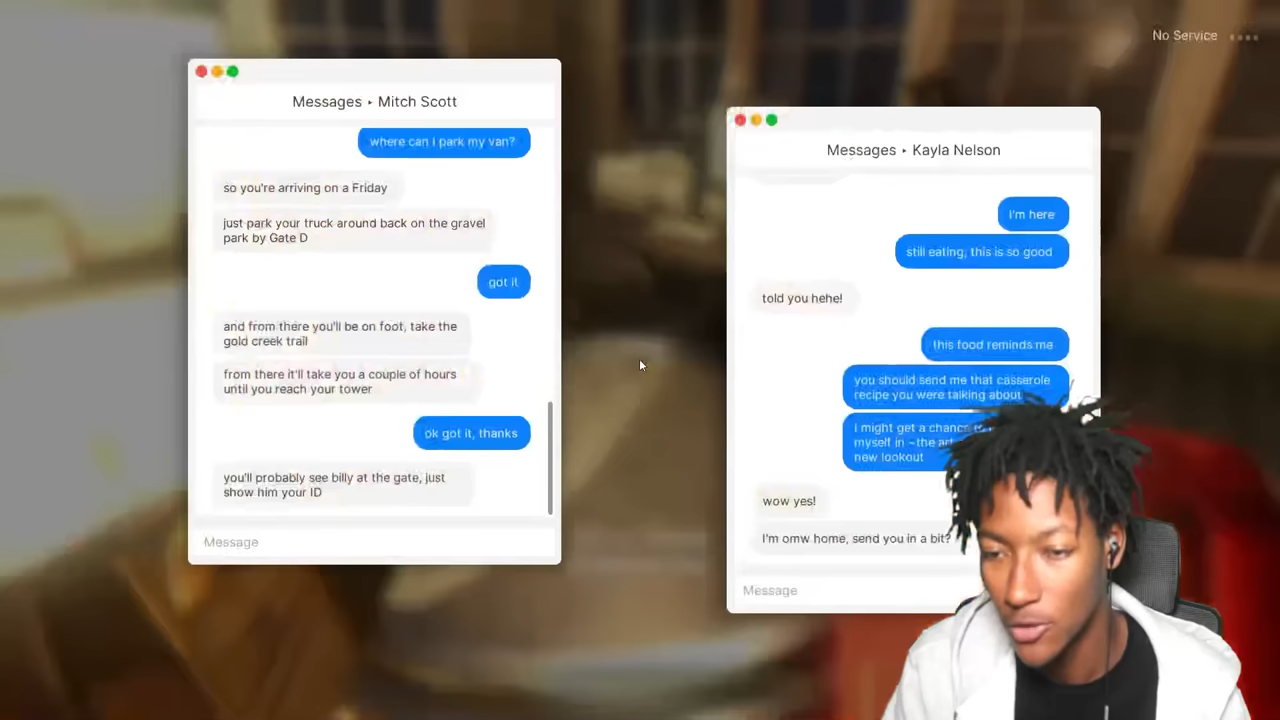 No Service
Messages ▸ Mitch Scott
where can I park my van?
so you're arriving on a Friday
just park your truck around back on the gravel
park by Gate D
got it
and from there you'll be on foot, take the
gold creek trail
from there it'll take you a couple of hours
until you reach your tower
ok got it, thanks
you'll probably see billy at the gate, just
show him your ID
Message
Messages ▸ Kayla Nelson
I'm here
still eating, this is so good
told you hehe!
this food reminds me
you should send me that casserole
recipe you were talking about
I might get a chance
myself in ~the
new lookout
wow yes!
I'm omw home, send you in a bit?
Message